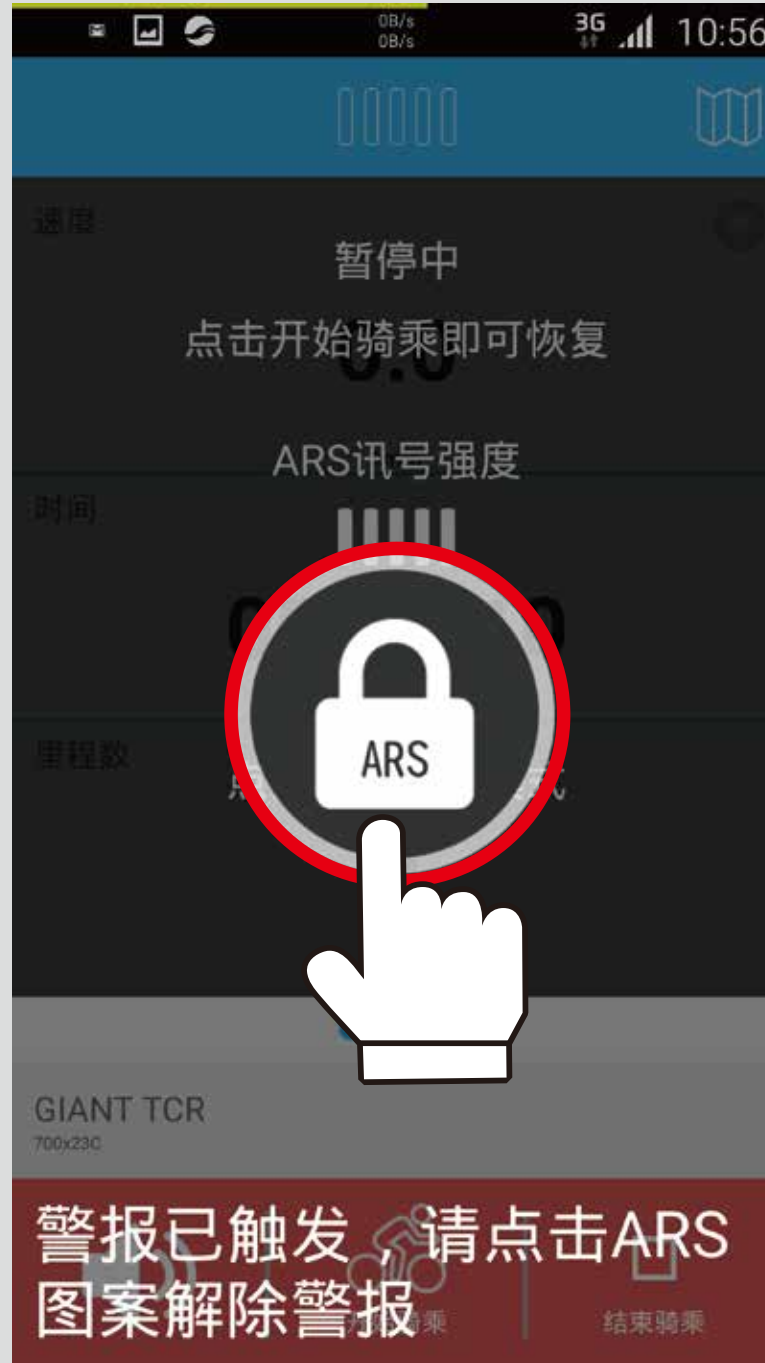 0B/s
0B/s
3G
10:56
速度
暂停中
点击开始骑乘即可恢复
0.0
ARS讯号强度
时间
ARS
里程数
GIANT TCR
700x23C
警报已触发，请点击ARS
图案解除警报
结束骑乘